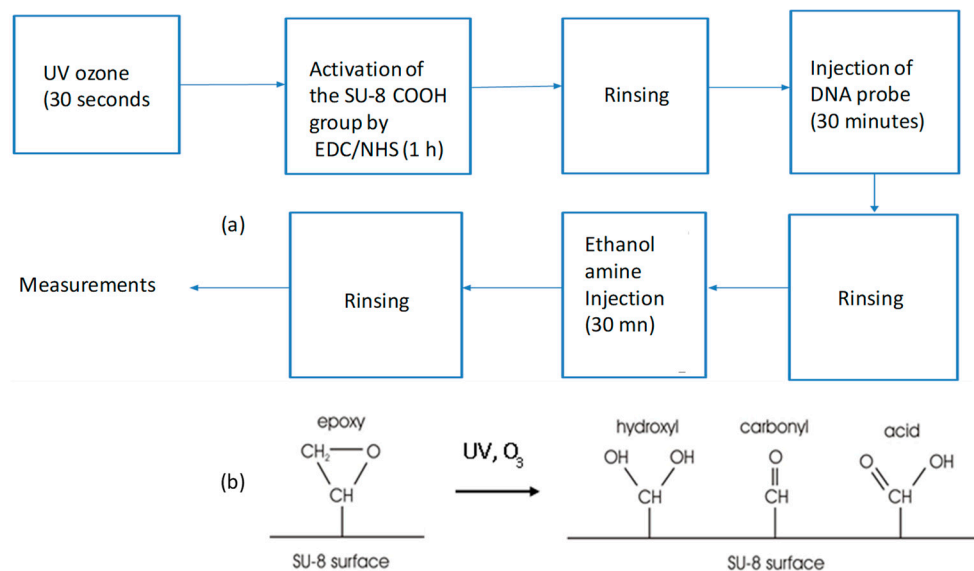 UV ozone
(30 seconds
Activation of
the SU-8 COOH
group by
EDC/NHS (1 h)
Rinsing
Injection of
DNA probe
(30 minutes)
(a)
Measurements
Rinsing
Ethanol
amine
Injection
(30 mn)
Rinsing
(b)
epoxy
CH₂ O
CH
SU-8 surface
UV, O₃
hydroxyl
OH OH
CH
carbonyl
O
CH
acid
O OH
CH
SU-8 surface